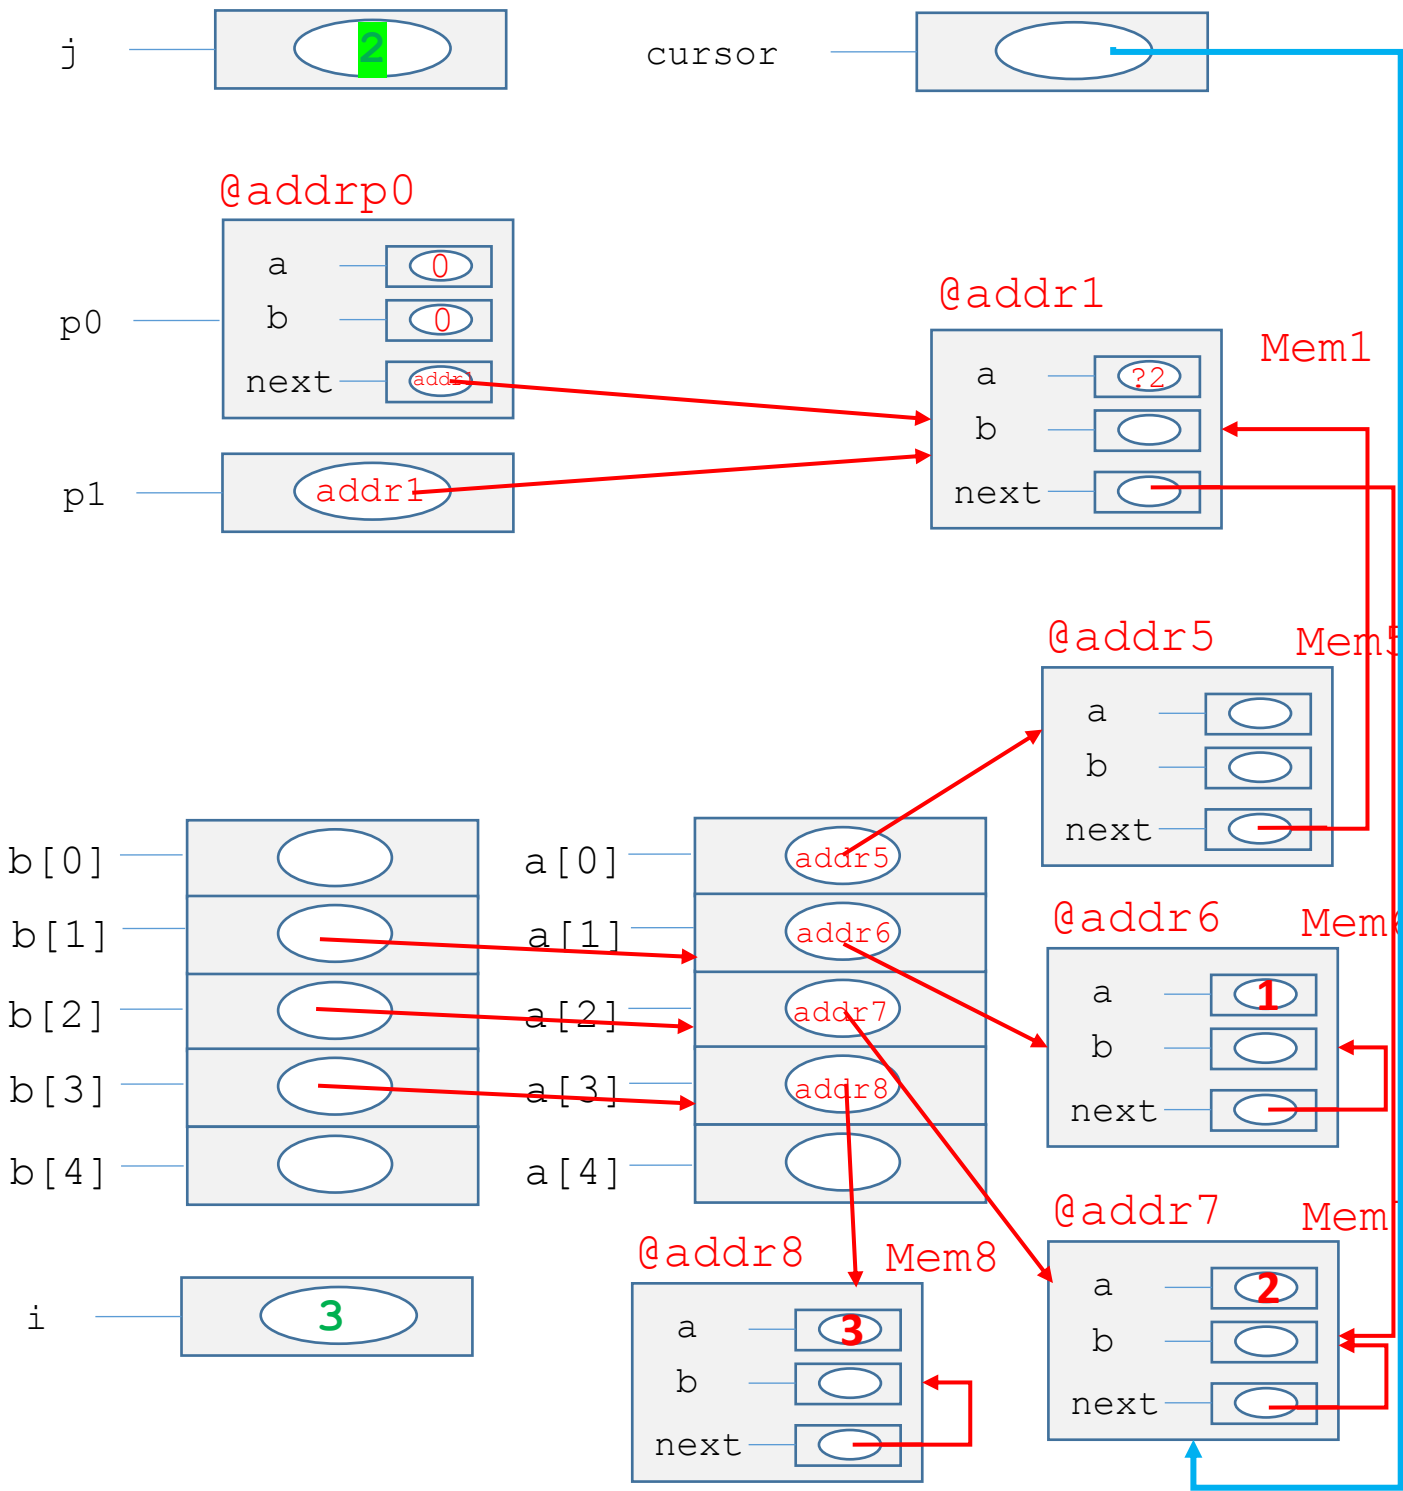 j 2
cursor
@addrp0
a 0
b 0
p0
next addr1
p1 addr1
@addr1
Mem1
a ?2
b
next
@addr5 Mem5
a
b
next
b[0]
a[0] addr5
b[1]
a[1] addr6
b[2]
a[2] addr7
b[3]
a[3] addr8
b[4]
a[4]
@addr6 Mem6
a 1
b
next
@addr7 Mem
a 2
b
next
@addr8 Mem8
a 3
b
next
i 3